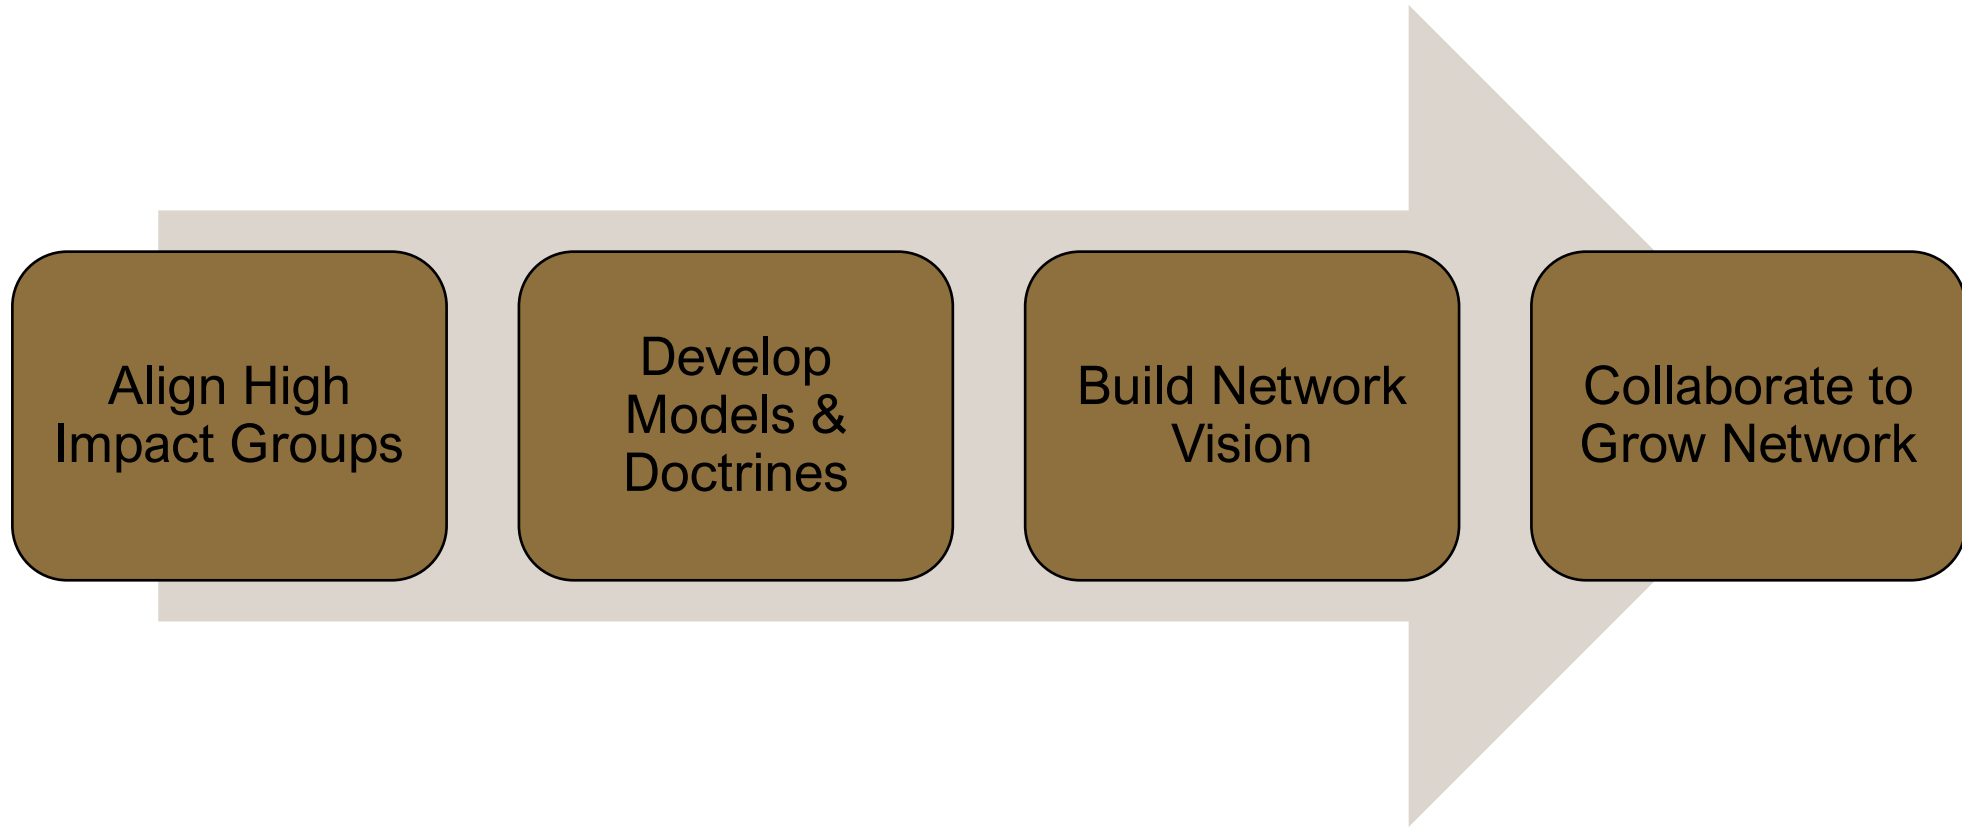 Align High
Impact Groups
Develop
Models &
Doctrines
Build Network
Vision
Collaborate to
Grow Network